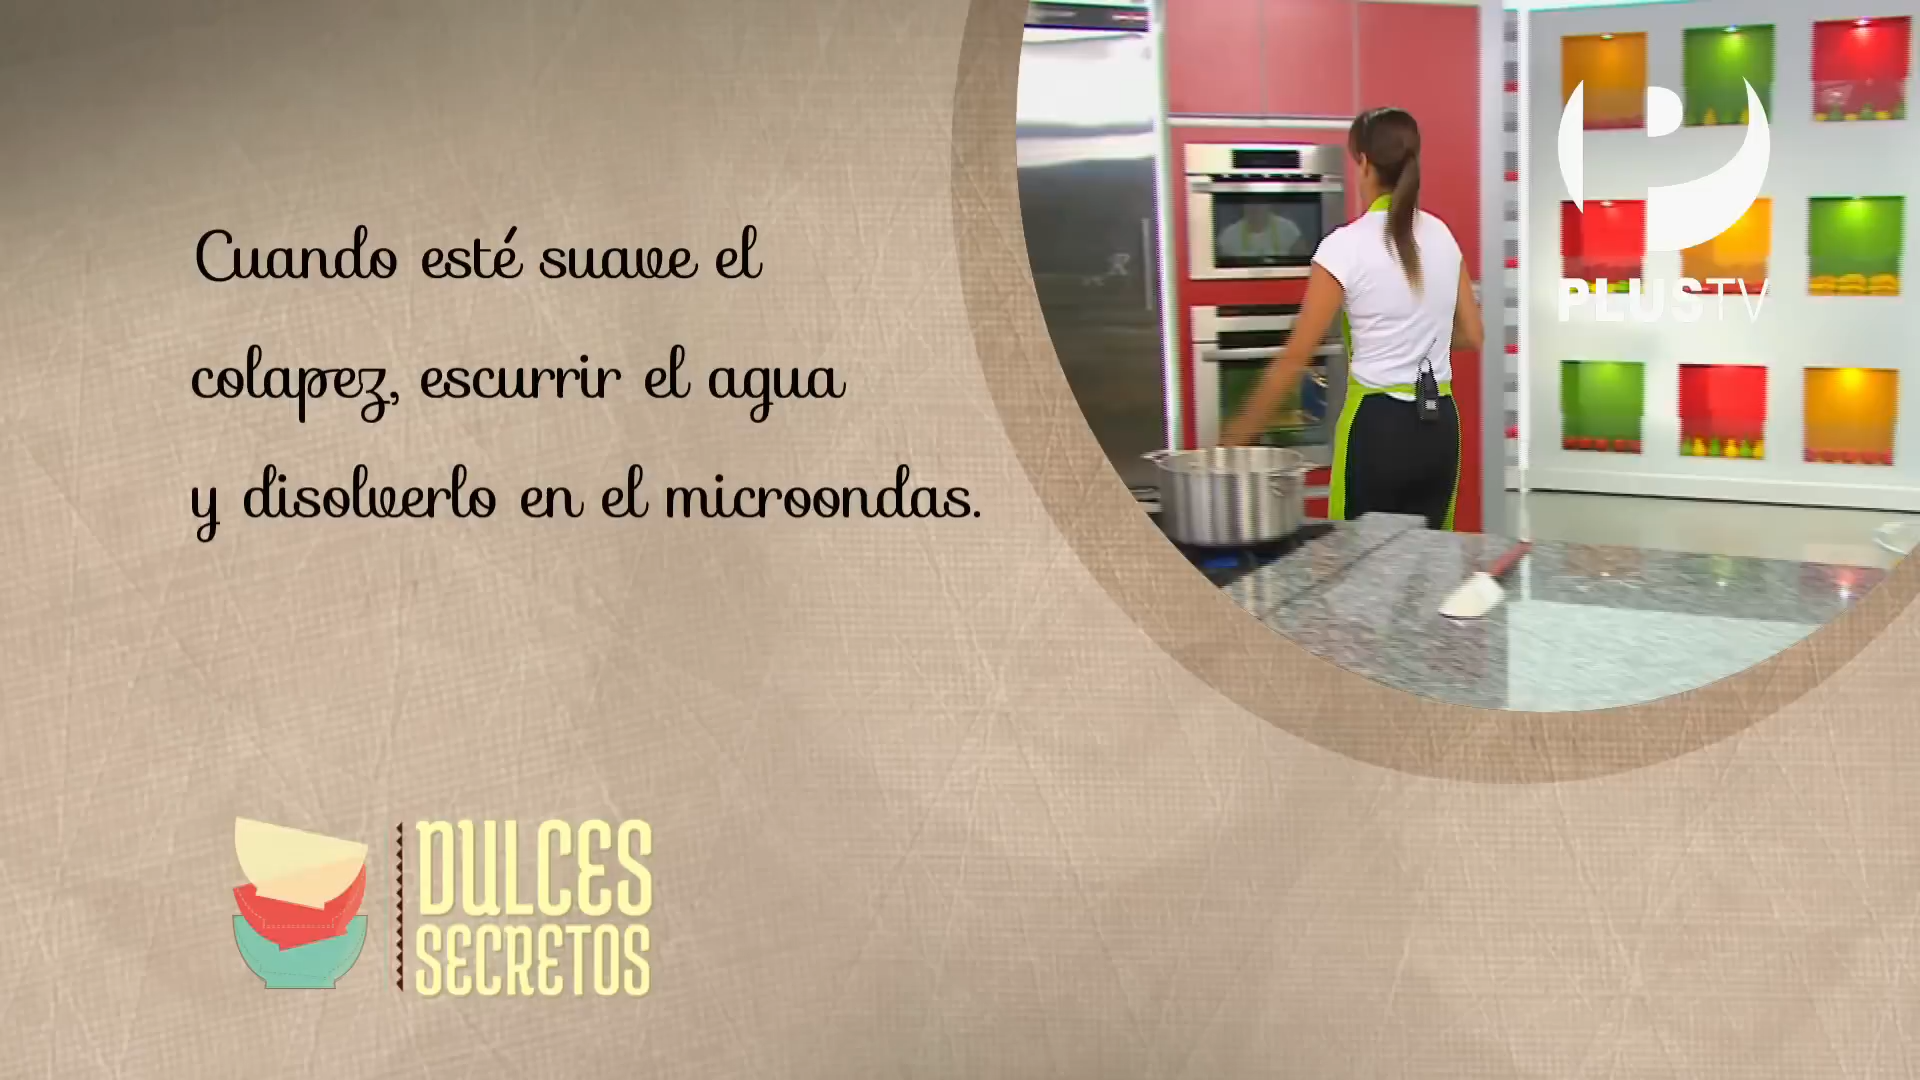 Cuando esté suave el
colapez, escurrir el agua
y disolverlo en el microondas.
PLUSTV
DULCES
SECRETOS